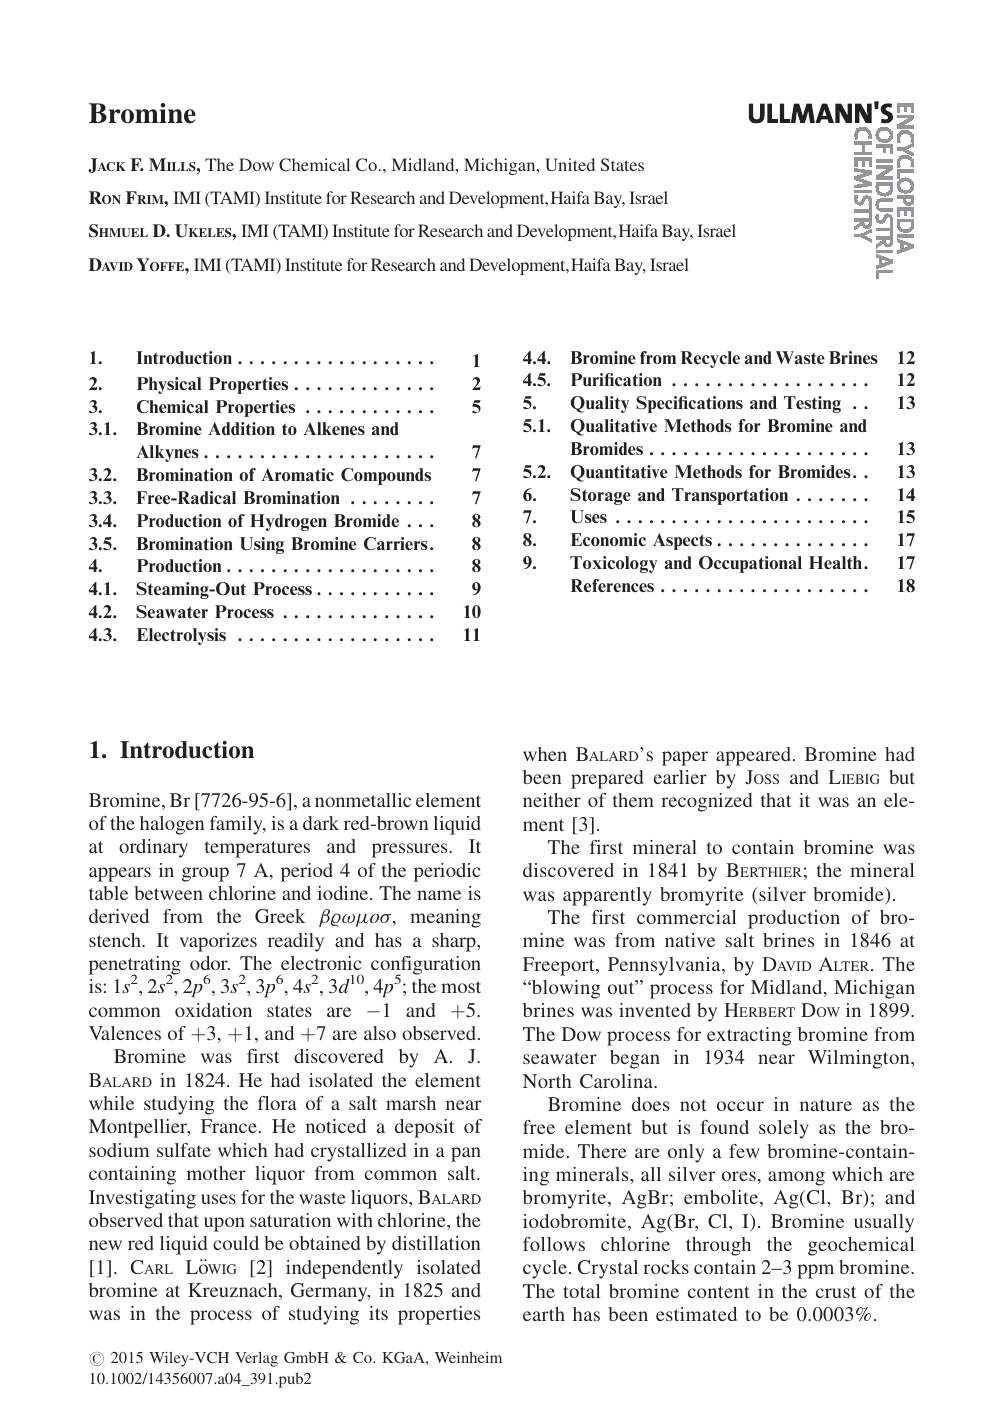 Bromine
ULLMANN'S
ENCYCLOPEDIA
OF INDUSTRIAL
CHEMISTRY
JACK F. MILLS, The Dow Chemical Co., Midland, Michigan, United States
RON FRIM, IMI (TAMI) Institute for Research and Development, Haifa Bay, Israel
SHMUEL D. UKELES, IMI (TAMI) Institute for Research and Development, Haifa Bay, Israel
DAVID YOFFE, IMI (TAMI) Institute for Research and Development, Haifa Bay, Israel
1. Introduction . . . . . . . . . . . . . . . . . . 1
2. Physical Properties . . . . . . . . . . . . . 2
3. Chemical Properties . . . . . . . . . . . . 5
3.1. Bromine Addition to Alkenes and
Alkynes . . . . . . . . . . . . . . . . . . . . . 7
3.2. Bromination of Aromatic Compounds 7
3.3. Free-Radical Bromination . . . . . . . . 7
3.4. Production of Hydrogen Bromide . . . 8
3.5. Bromination Using Bromine Carriers. 8
4. Production . . . . . . . . . . . . . . . . . . . 8
4.1. Steaming-Out Process . . . . . . . . . . . 9
4.2. Seawater Process . . . . . . . . . . . . . . 10
4.3. Electrolysis . . . . . . . . . . . . . . . . . . 11
4.4. Bromine from Recycle and Waste Brines 12
4.5. Purification . . . . . . . . . . . . . . . . . . 12
5. Quality Specifications and Testing . . 13
5.1. Qualitative Methods for Bromine and
Bromides . . . . . . . . . . . . . . . . . . . . 13
5.2. Quantitative Methods for Bromides. . 13
6. Storage and Transportation . . . . . . . 14
7. Uses . . . . . . . . . . . . . . . . . . . . . . . 15
8. Economic Aspects . . . . . . . . . . . . . . 17
9. Toxicology and Occupational Health. 17
References . . . . . . . . . . . . . . . . . . . 18
1. Introduction
Bromine, Br [7726-95-6], a nonmetallic element
of the halogen family, is a dark red-brown liquid
at ordinary temperatures and pressures. It
appears in group 7 A, period 4 of the periodic
table between chlorine and iodine. The name is
derived from the Greek βϱωμοσ, meaning
stench. It vaporizes readily and has a sharp,
penetrating odor. The electronic configuration
is: 1s², 2s², 2p⁶, 3s², 3p⁶, 4s², 3d¹⁰, 4p⁵; the most
common oxidation states are −1 and +5.
Valences of +3, +1, and +7 are also observed.
Bromine was first discovered by A. J.
BALARD in 1824. He had isolated the element
while studying the flora of a salt marsh near
Montpellier, France. He noticed a deposit of
sodium sulfate which had crystallized in a pan
containing mother liquor from common salt.
Investigating uses for the waste liquors, BALARD
observed that upon saturation with chlorine, the
new red liquid could be obtained by distillation
[1]. CARL LÖWIG [2] independently isolated
bromine at Kreuznach, Germany, in 1825 and
was in the process of studying its properties
when BALARD's paper appeared. Bromine had
been prepared earlier by JOSS and LIEBIG but
neither of them recognized that it was an ele-
ment [3].
The first mineral to contain bromine was
discovered in 1841 by BERTHIER; the mineral
was apparently bromyrite (silver bromide).
The first commercial production of bro-
mine was from native salt brines in 1846 at
Freeport, Pennsylvania, by DAVID ALTER. The
“blowing out” process for Midland, Michigan
brines was invented by HERBERT DOW in 1899.
The Dow process for extracting bromine from
seawater began in 1934 near Wilmington,
North Carolina.
Bromine does not occur in nature as the
free element but is found solely as the bro-
mide. There are only a few bromine-contain-
ing minerals, all silver ores, among which are
bromyrite, AgBr; embolite, Ag(Cl, Br); and
iodobromite, Ag(Br, Cl, I). Bromine usually
follows chlorine through the geochemical
cycle. Crystal rocks contain 2–3 ppm bromine.
The total bromine content in the crust of the
earth has been estimated to be 0.0003%.
© 2015 Wiley-VCH Verlag GmbH & Co. KGaA, Weinheim
10.1002/14356007.a04_391.pub2